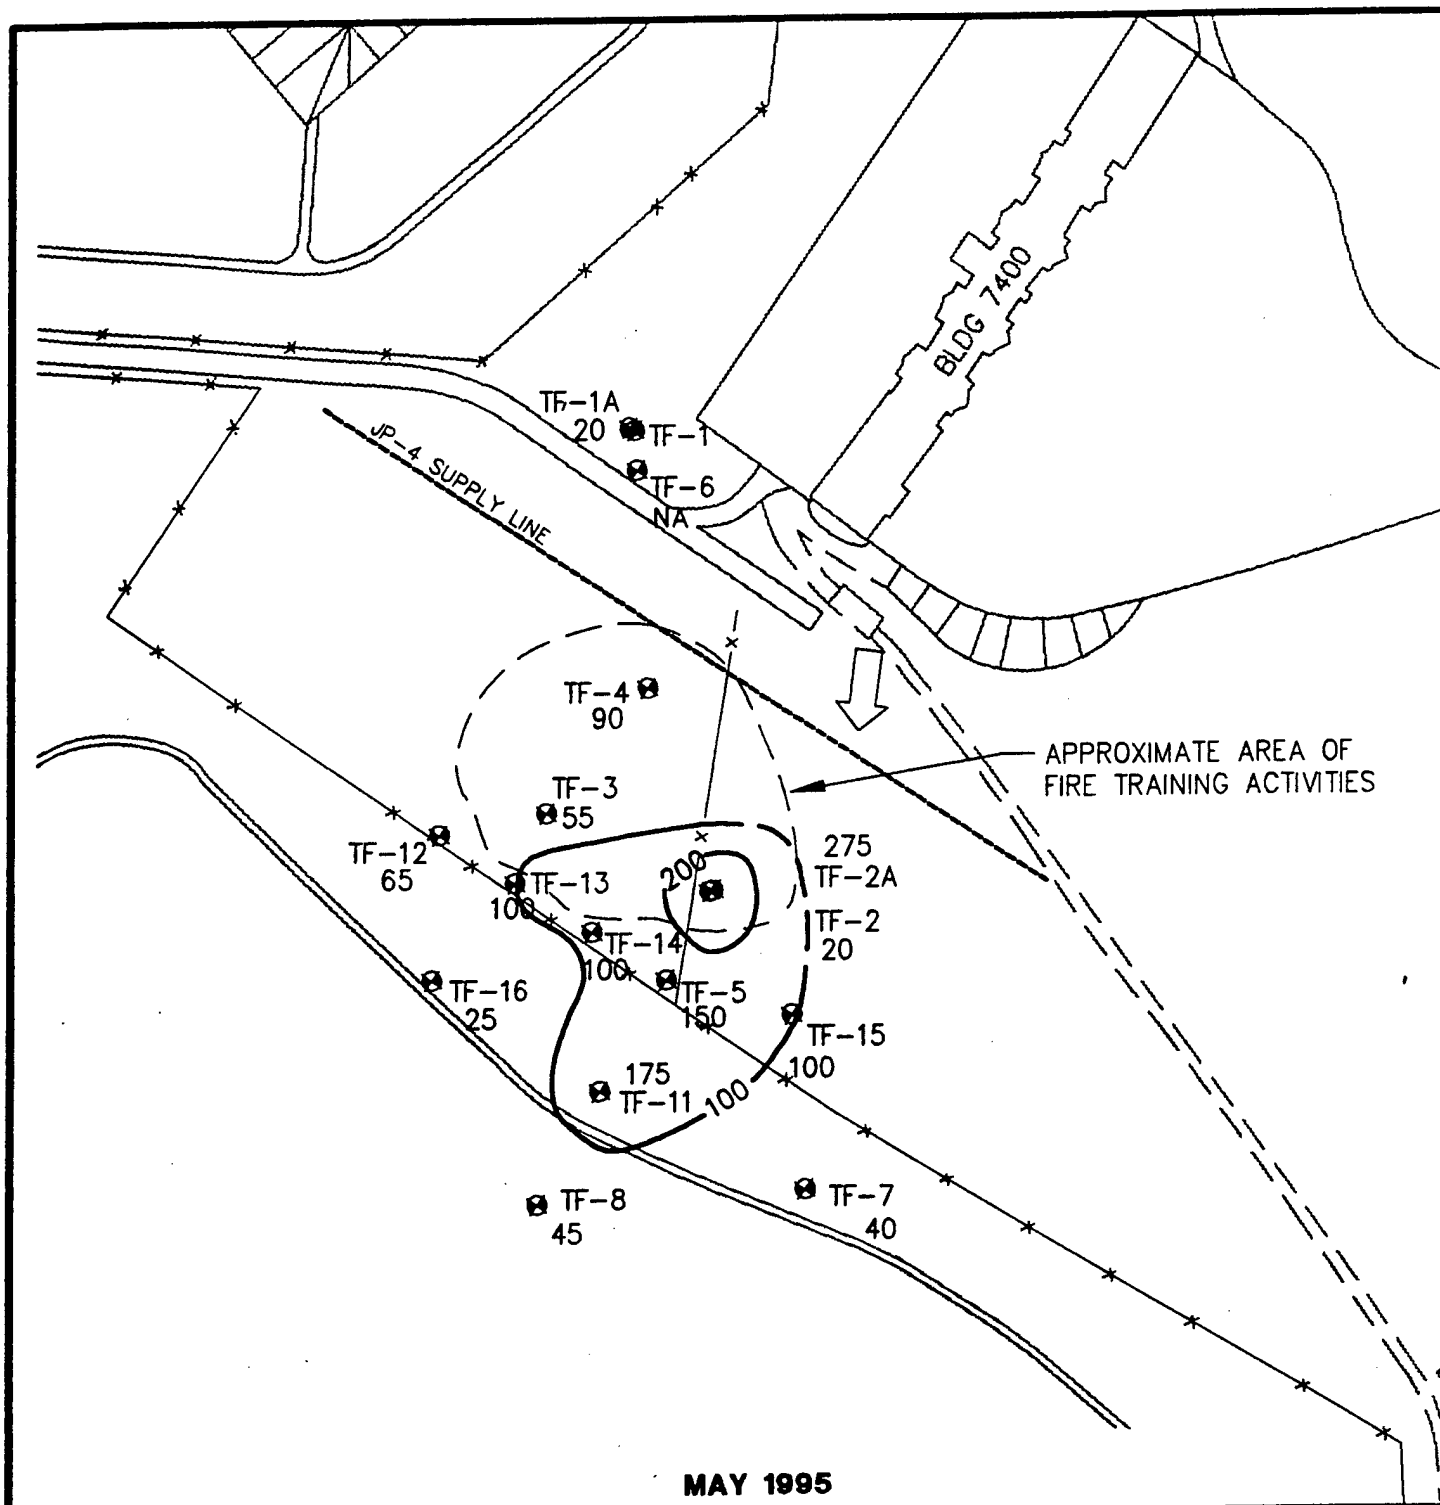 BLDG 7400
TF-1A
20
TF-1
TF-6
NA
JP-4 SUPPLY LINE
TF-4
90
APPROXIMATE AREA OF
FIRE TRAINING ACTIVITIES
TF-3
55
TF-12
65
275
TF-2A
200
TF-13
100
TF-2
20
TF-14
100
TF-16
25
TF-5
150
TF-15
100
175
TF-11
100
TF-8
45
TF-7
40
MAY 1995